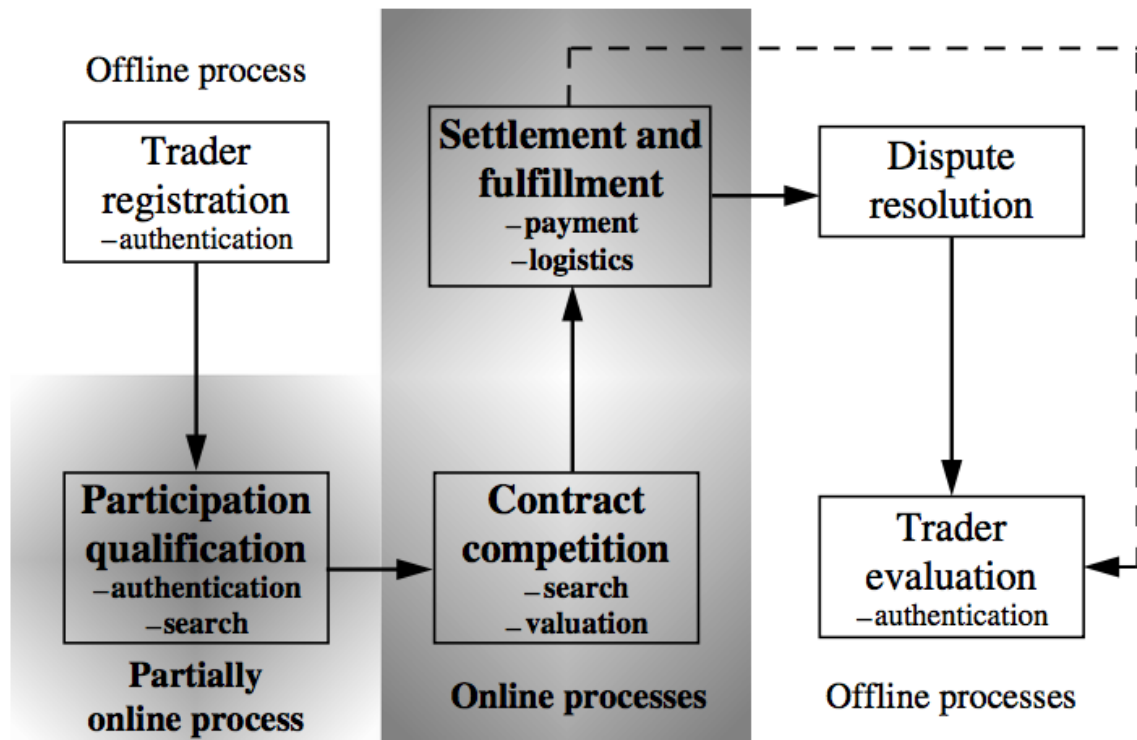 Offline process
Trader
registration
–authentication
Participation
qualification
–authentication
–search
Partially
online process
Settlement and
fulfillment
–payment
–logistics
Contract
competition
–search
–valuation
Online processes
Dispute
resolution
Trader
evaluation
–authentication
Offline processes